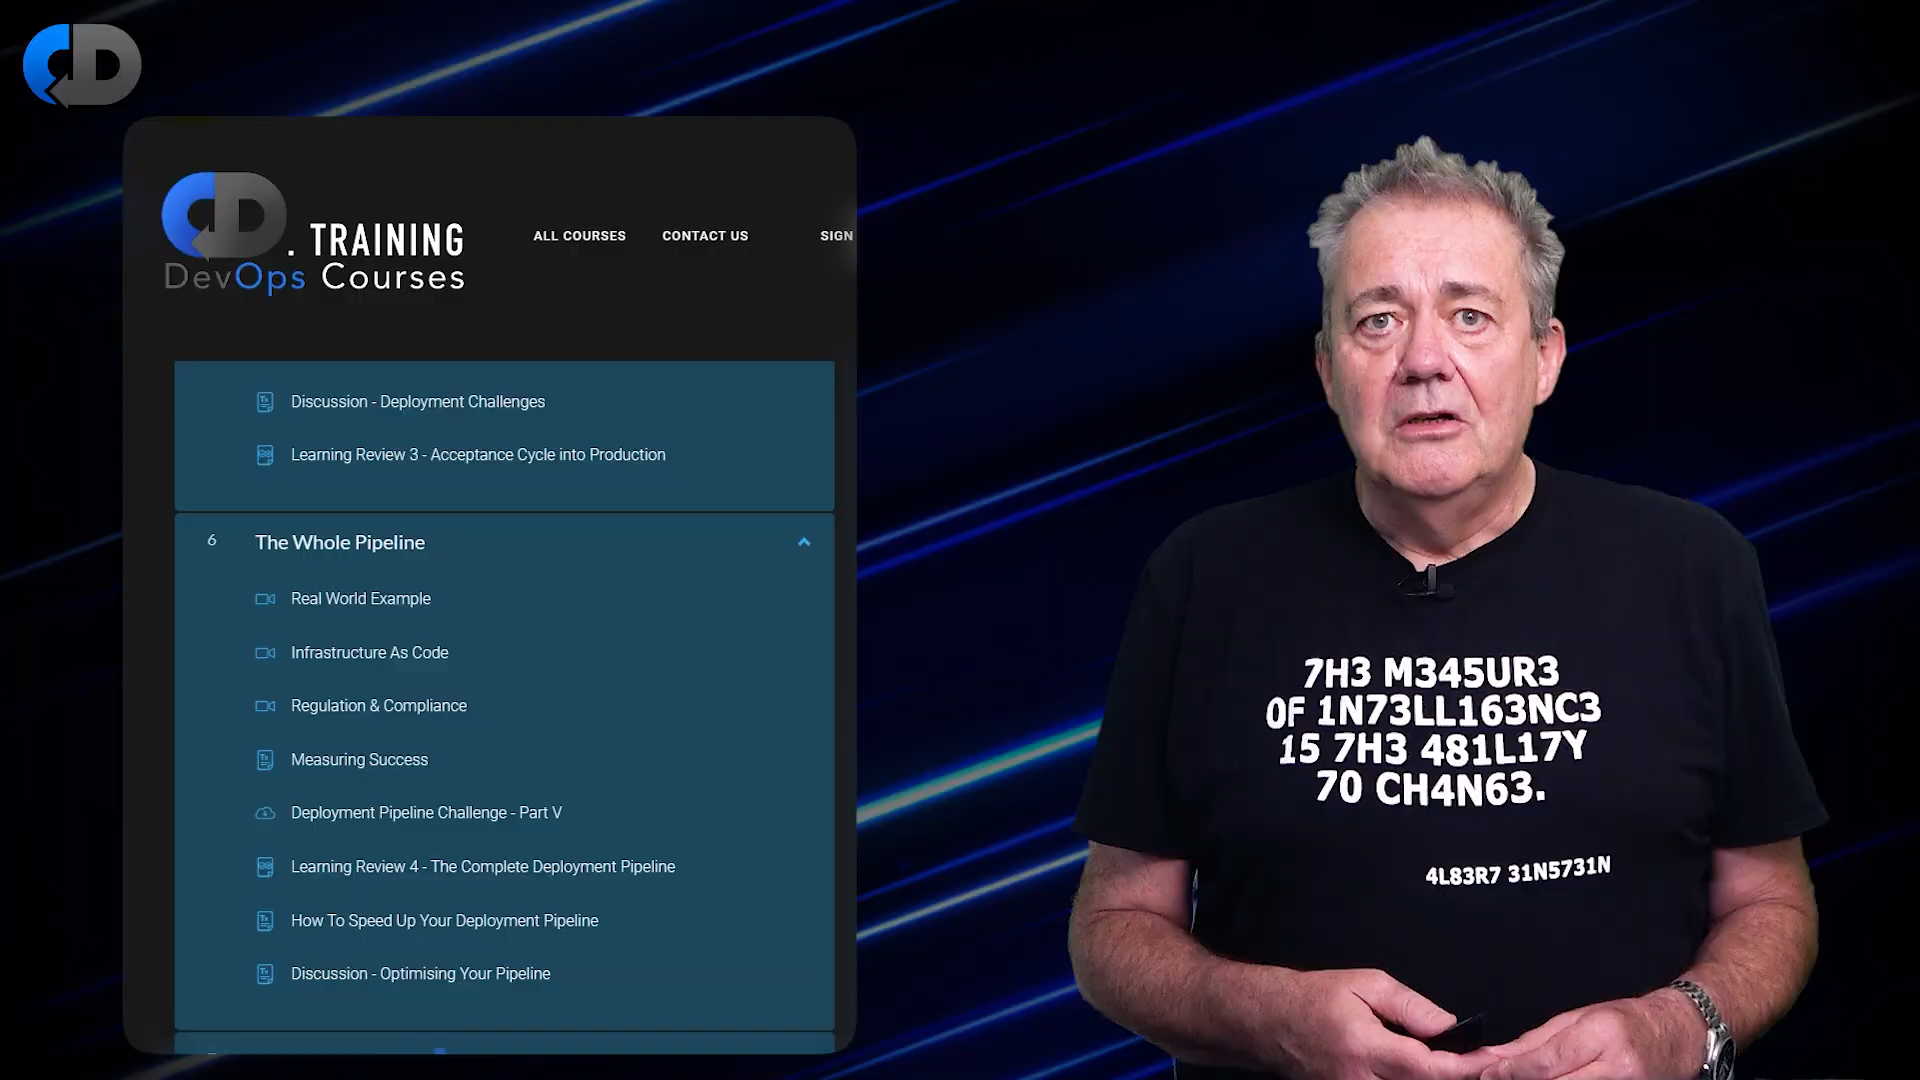 CD
CD. TRAINING
DevOps Courses
ALL COURSES
CONTACT US
SIGN
Discussion - Deployment Challenges
Learning Review 3 - Acceptance Cycle into Production
6
The Whole Pipeline
Real World Example
Infrastructure As Code
Regulation & Compliance
Measuring Success
Deployment Pipeline Challenge - Part V
Learning Review 4 - The Complete Deployment Pipeline
How To Speed Up Your Deployment Pipeline
Discussion - Optimising Your Pipeline
7H3 M345UR3
0F 1N73LL163NC3
15 7H3 481L17Y
70 CH4N63.
4L83R7 31N5731N